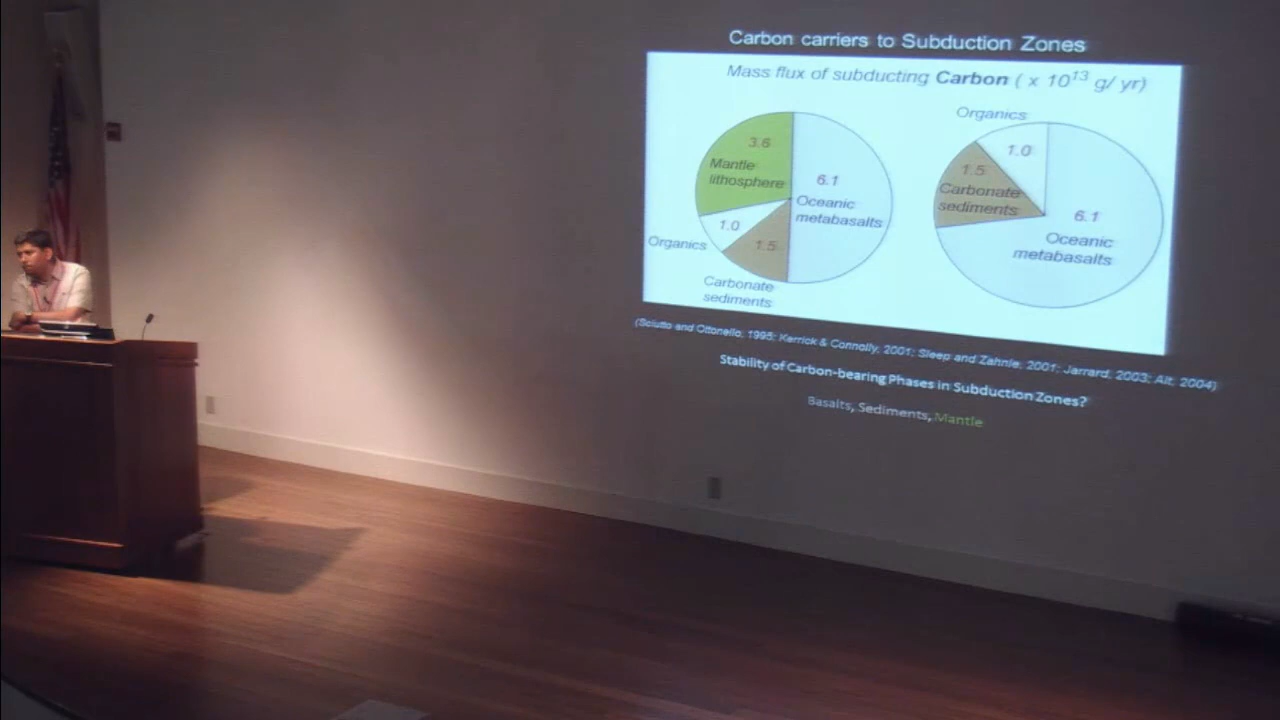 Carbon carriers to Subduction Zones
Mass flux of subducting Carbon ( x 10¹³ g/ yr)
3.6
Mantle
lithosphere
6.1
Oceanic
metabasalts
1.0
Organics
1.5
Carbonate
sediments
Organics
1.0
1.5
Carbonate
sediments
6.1
Oceanic
metabasalts
(Sciutto and Ottonello, 1995; Kerrick & Connolly, 2001; Sleep and Zahnle, 2001; Jarrard, 2003; Alt, 2004)
Stability of Carbon-bearing Phases in Subduction Zones?
Basalts, Sediments, Mantle